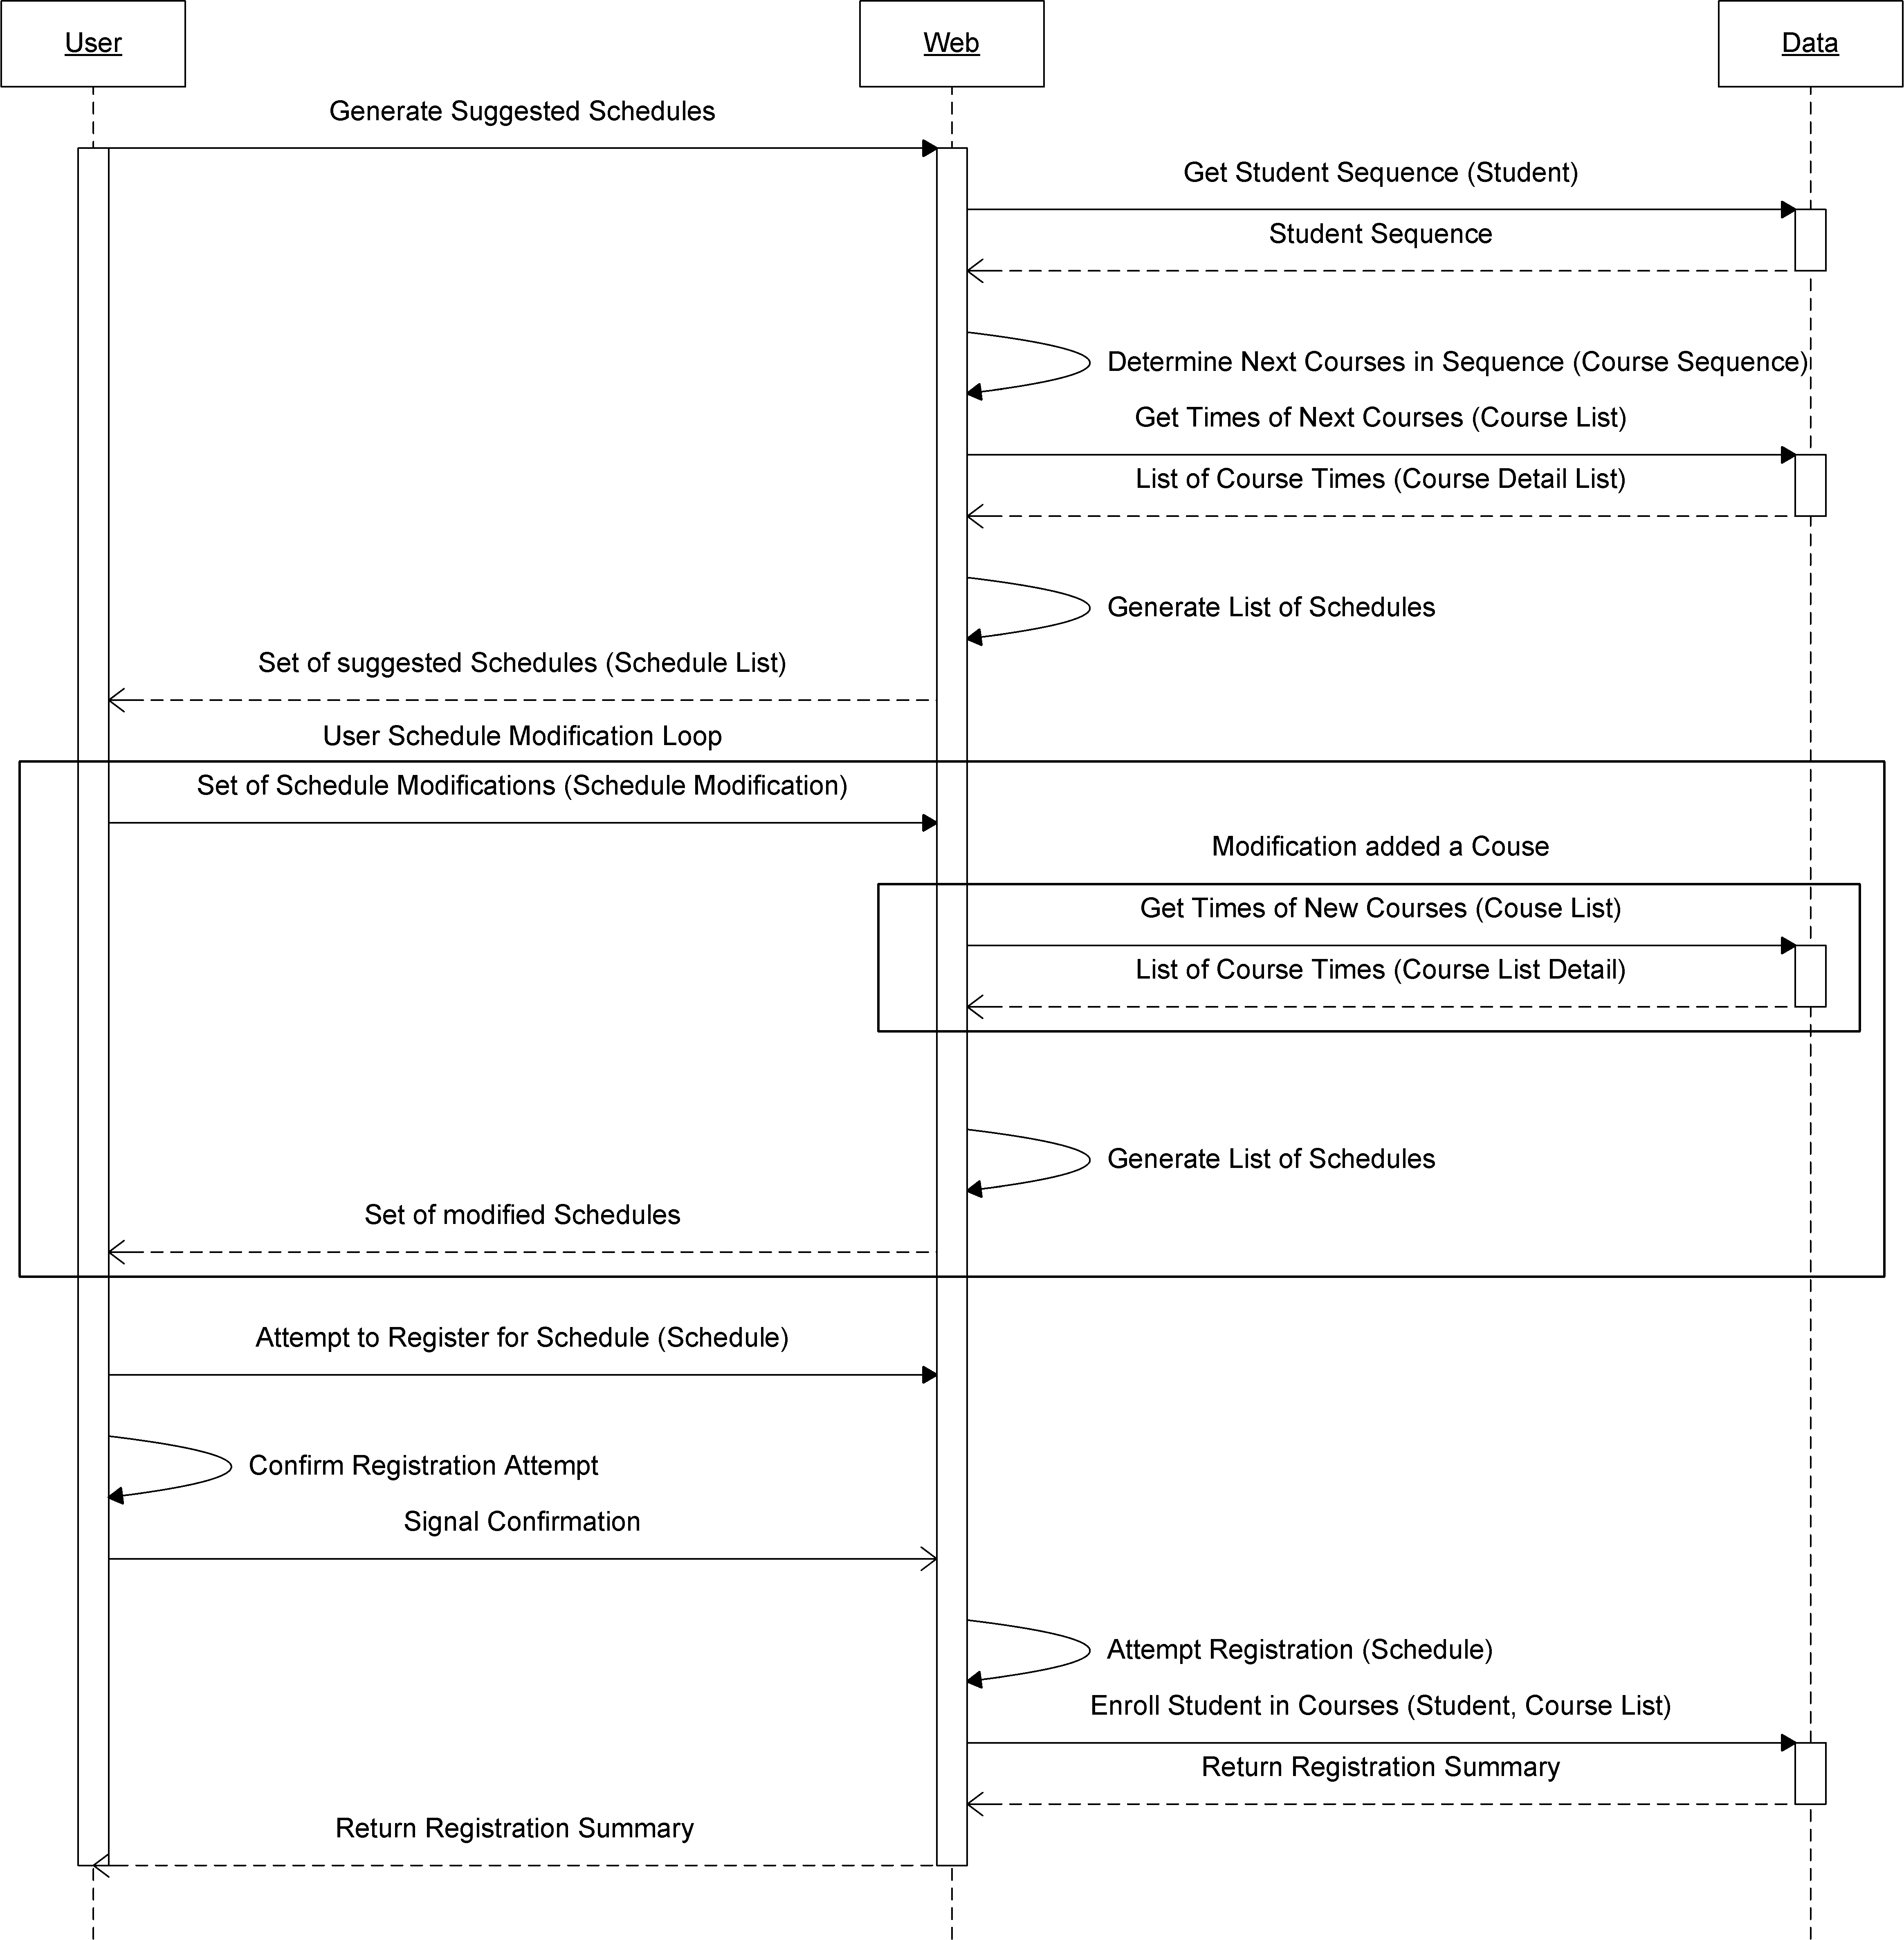 User
Web
Data
Generate Suggested Schedules
Get Student Sequence (Student)
Student Sequence
Determine Next Courses in Sequence (Course Sequence)
Get Times of Next Courses (Course List)
List of Course Times (Course Detail List)
Generate List of Schedules
Set of suggested Schedules (Schedule List)
User Schedule Modification Loop
Set of Schedule Modifications (Schedule Modification)
Modification added a Couse
Get Times of New Courses (Couse List)
List of Course Times (Course List Detail)
Generate List of Schedules
Set of modified Schedules
Attempt to Register for Schedule (Schedule)
Confirm Registration Attempt
Signal Confirmation
Attempt Registration (Schedule)
Enroll Student in Courses (Student, Course List)
Return Registration Summary
Return Registration Summary